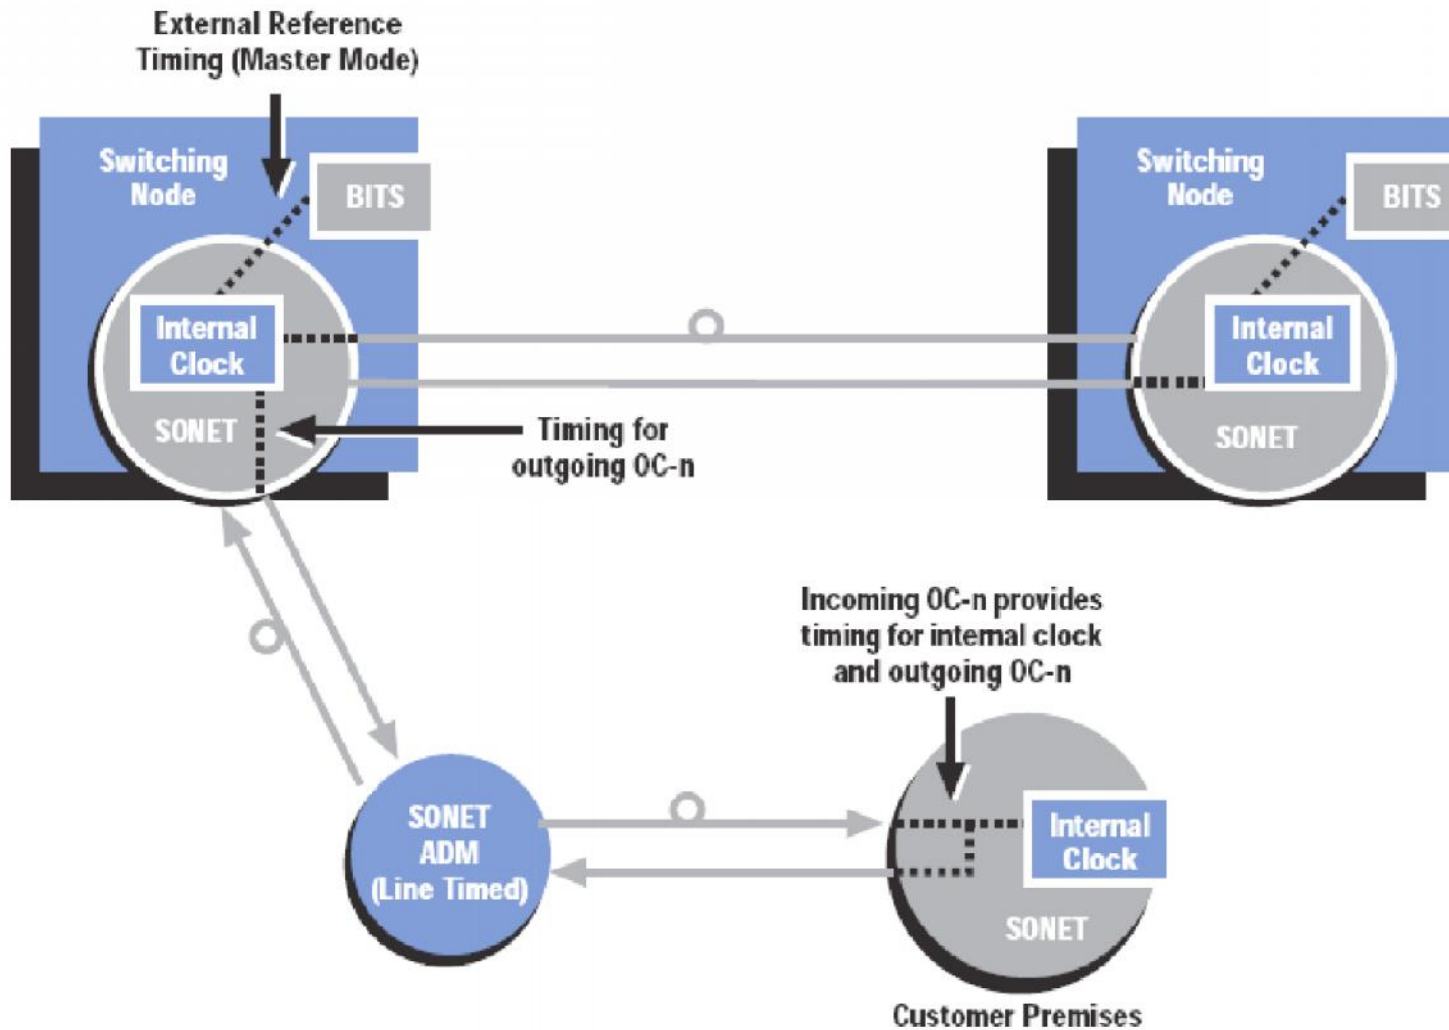 External Reference
Timing (Master Mode)
Switching
Node
BITS
Internal
Clock
SONET
Switching
Node
BITS
Internal
Clock
SONET
Timing for
outgoing OC-n
Incoming OC-n provides
timing for internal clock
and outgoing OC-n
SONET
ADM
(Line Timed)
Internal
Clock
SONET
Customer Premises